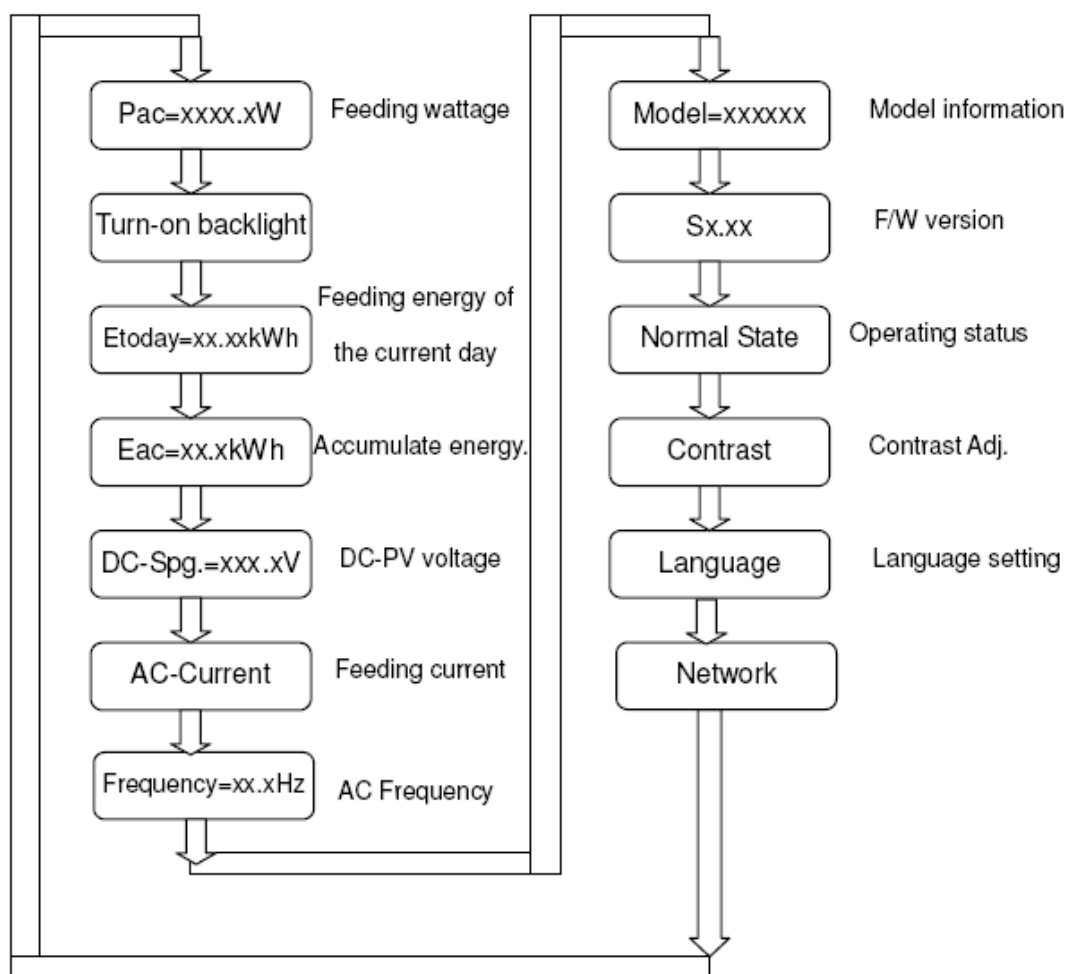 Pac=xxxx.xW
Feeding wattage
Turn-on backlight
Etoday=xx.xxkWh
Feeding energy of
the current day
Eac=xx.xkWh
Accumulate energy.
DC-Spg.=xxx.xV
DC-PV voltage
AC-Current
Feeding current
Frequency=xx.xHz
AC Frequency
Model=xxxxxx
Model information
Sx.xx
F/W version
Normal State
Operating status
Contrast
Contrast Adj.
Language
Language setting
Network